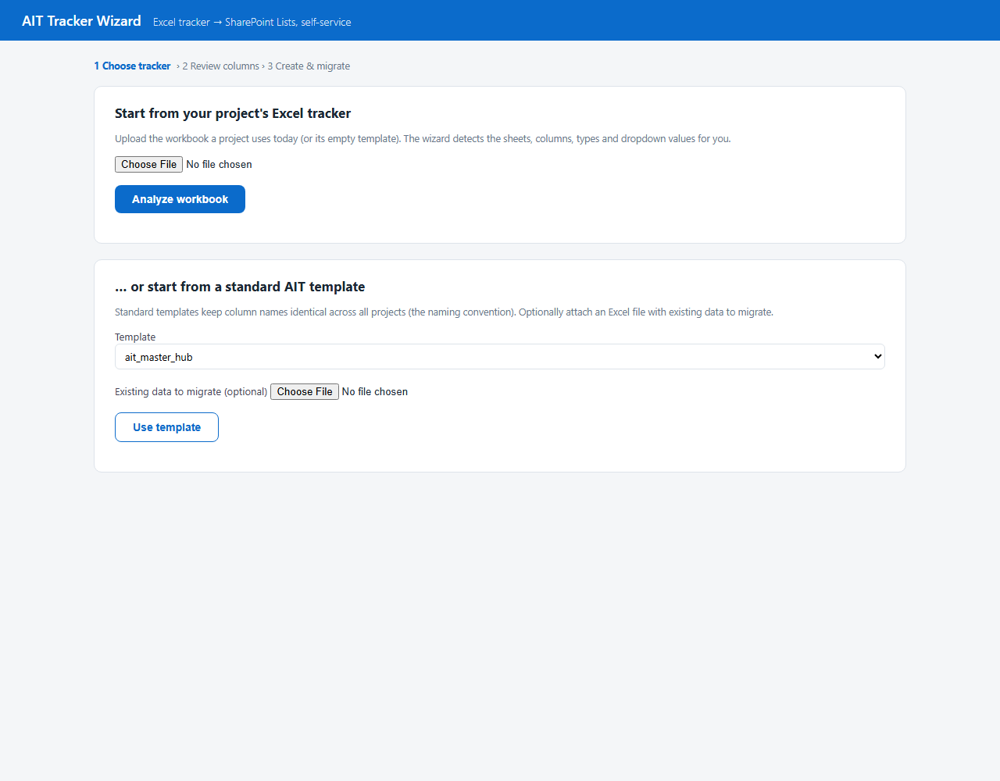 AIT Tracker Wizard Excel tracker → SharePoint Lists, self-service
1 Choose tracker › 2 Review columns › 3 Create & migrate
Start from your project's Excel tracker
Upload the workbook a project uses today (or its empty template). The wizard detects the sheets, columns, types and dropdown values for you.
Choose File No file chosen
Analyze workbook
... or start from a standard AIT template
Standard templates keep column names identical across all projects (the naming convention). Optionally attach an Excel file with existing data to migrate.
Template
ait_master_hub
Existing data to migrate (optional) Choose File No file chosen
Use template